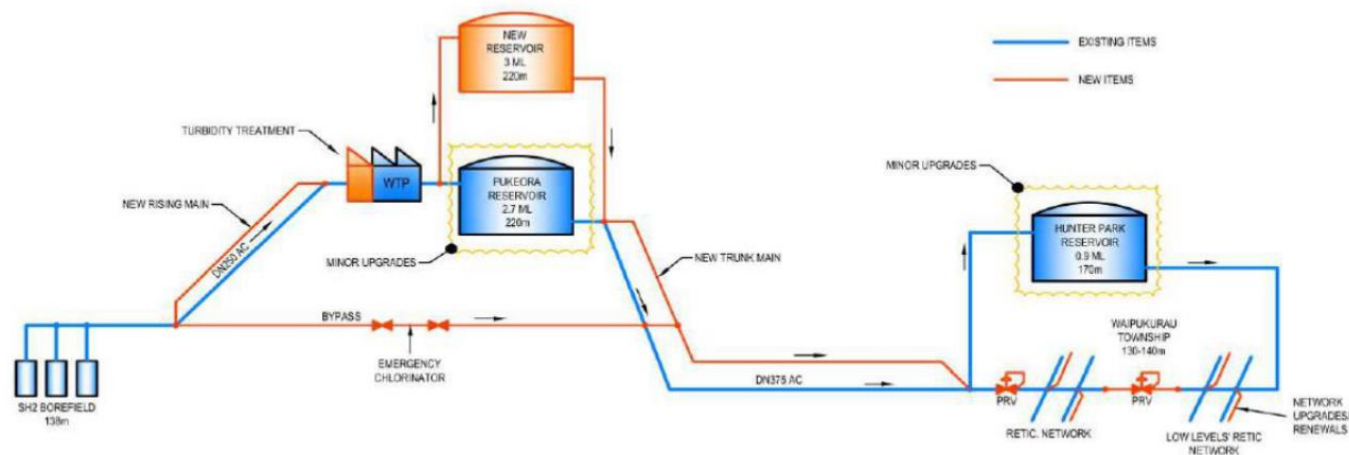 NEW
RESERVOIR
3 ML
220m
EXISTING ITEMS
NEW ITEMS
TURBIDITY TREATMENT
WTP
PUKEORA
RESERVOIR
2.7 ML
220m
MINOR UPGRADES
NEW RISING MAIN
DN250 AC
MINOR UPGRADES
NEW TRUNK MAIN
HUNTER PARK
RESERVOIR
0.9 ML
170m
BYPASS
EMERGENCY
CHLORINATOR
SH2 BOREFIELD
138m
DN375 AC
WAIPUKURAU
TOWNSHIP
130-140m
PRV
PRV
RETIC. NETWORK
LOW LEVELS' RETIC
NETWORK
NETWORK
UPGRADES/
RENEWALS